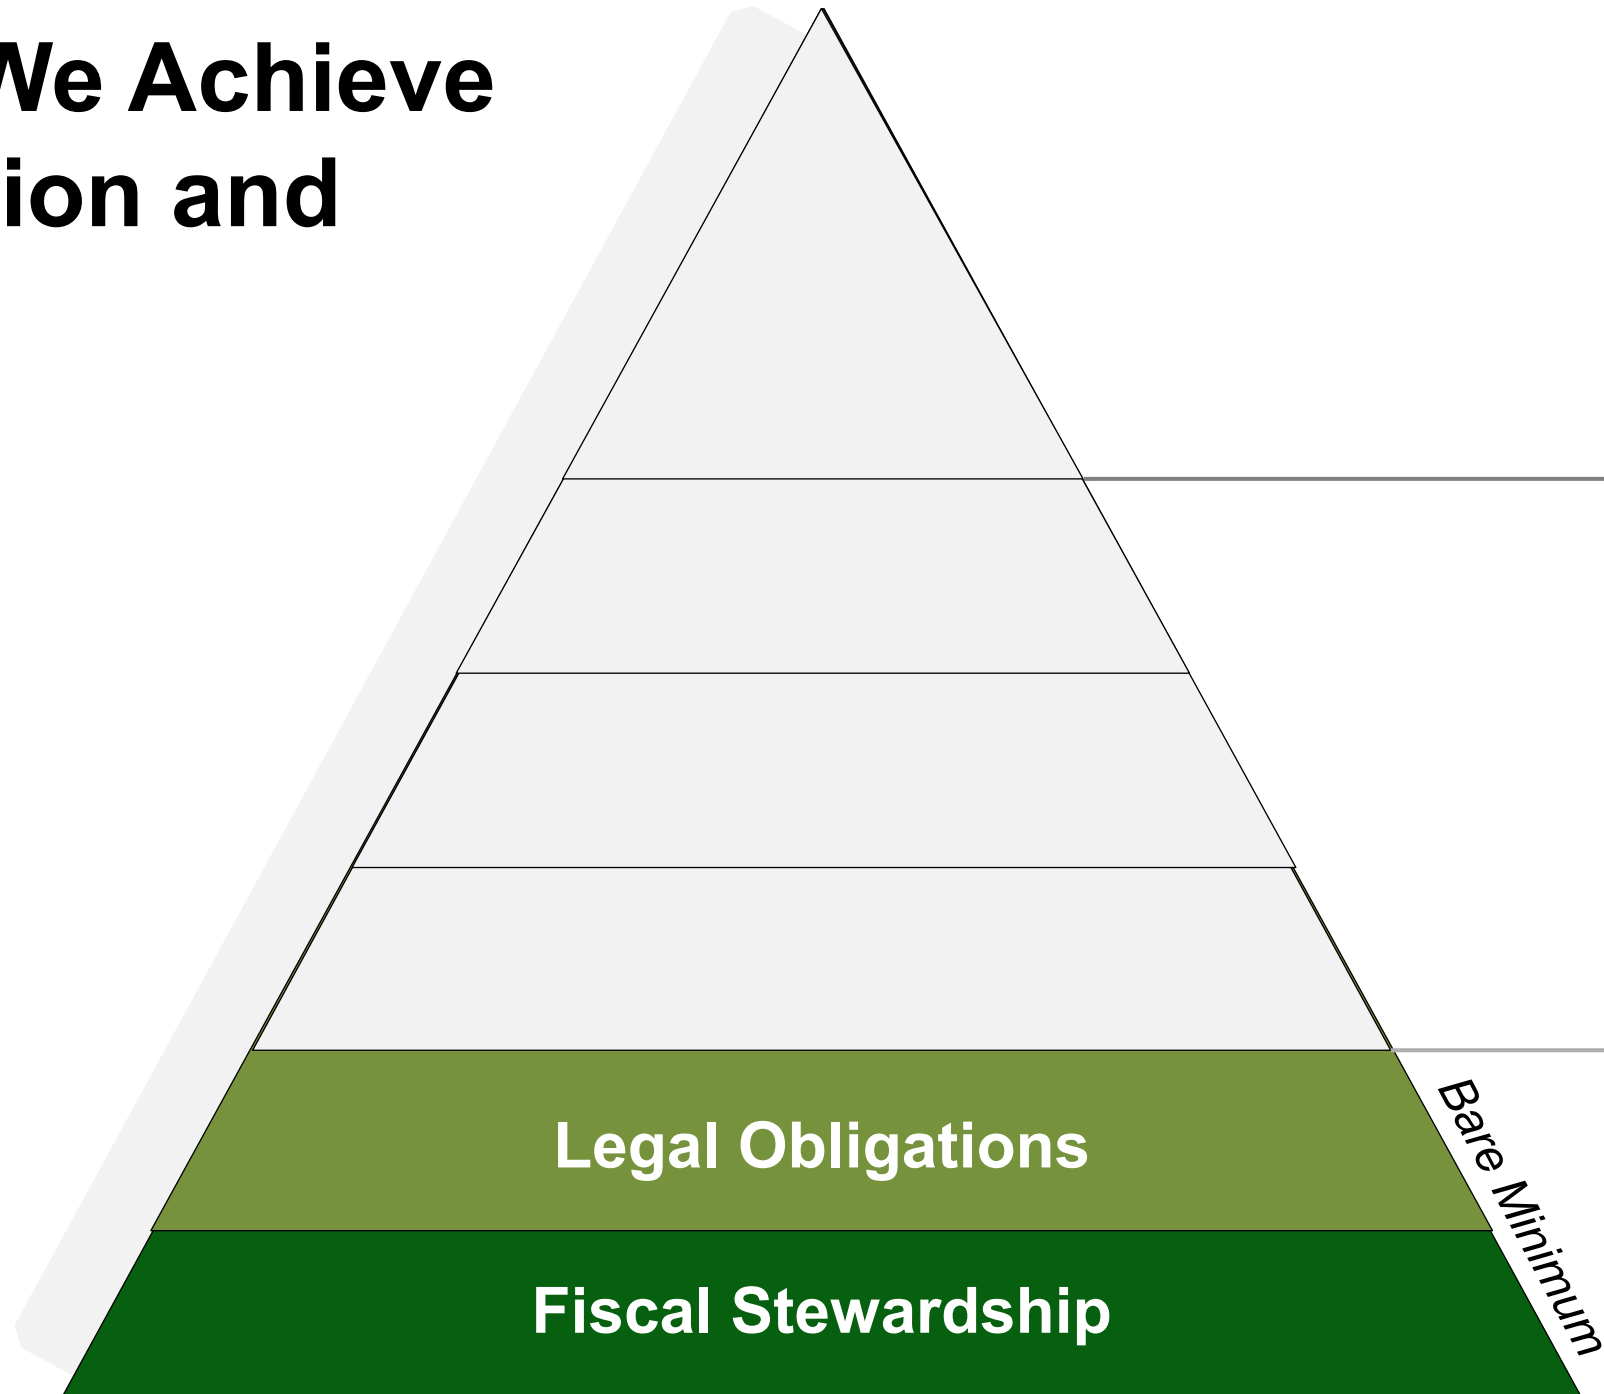 We Achieve
ion and
Legal Obligations
Bare Minimum
Fiscal Stewardship